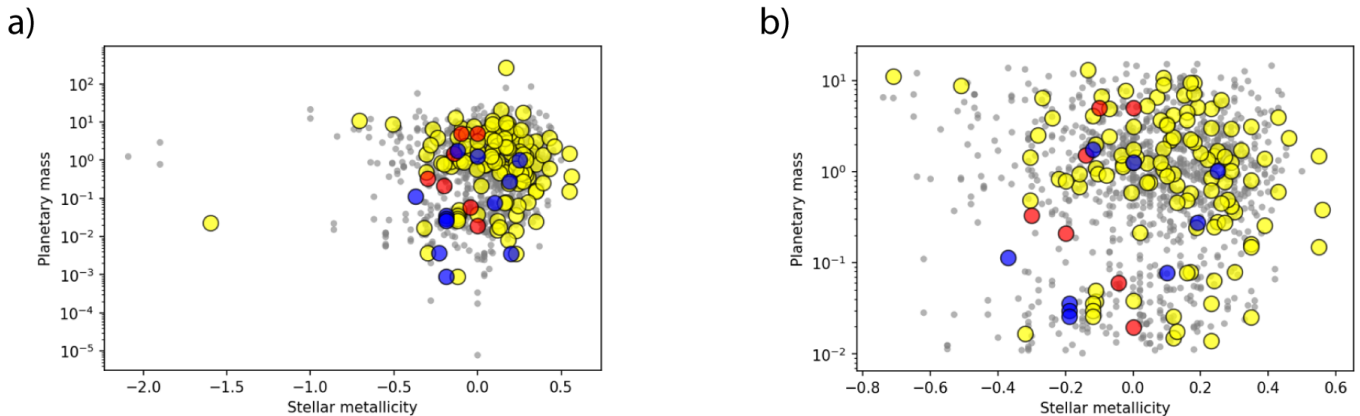 a)
b)
10²
10¹
10⁰
10⁻¹
10⁻²
10⁻³
10⁻⁴
10⁻⁵
Planetary mass
−2.0 −1.5 −1.0 −0.5 0.0 0.5
Stellar metallicity
10¹
10⁰
10⁻¹
10⁻²
Planetary mass
−0.8 −0.6 −0.4 −0.2 0.0 0.2 0.4 0.6
Stellar metallicity